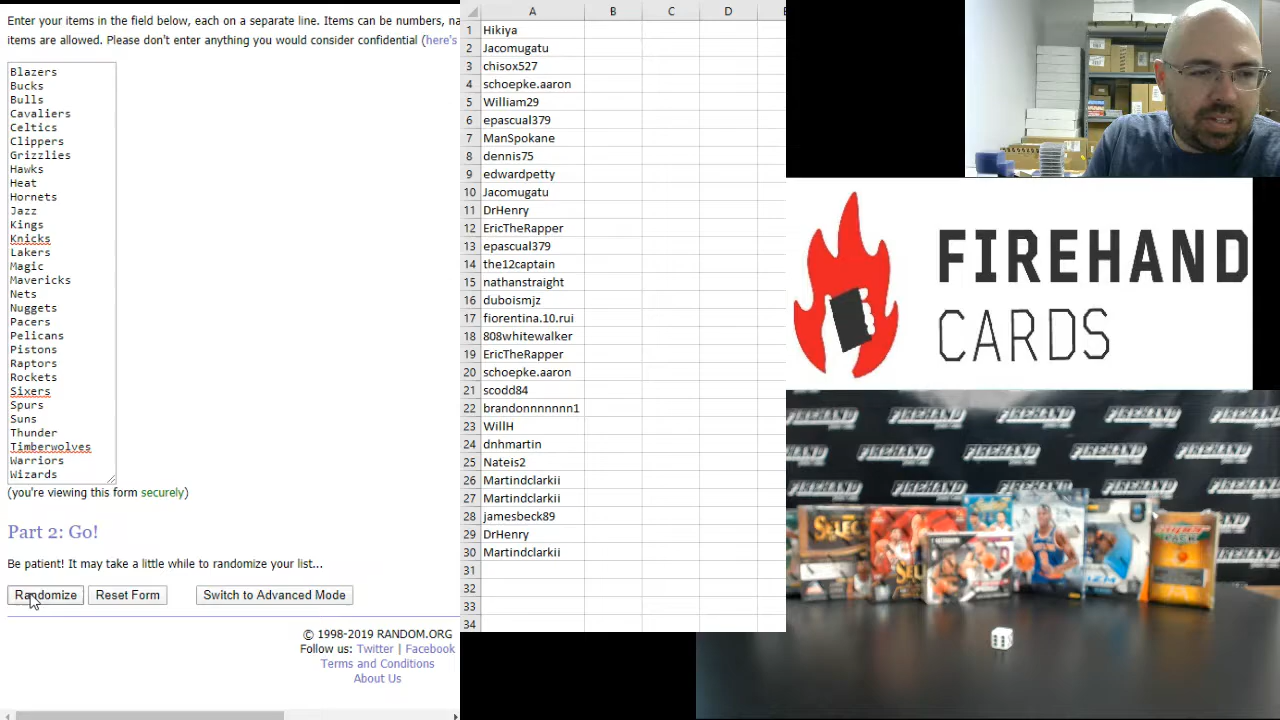 Enter your items in the field below, each on a separate line. Items can be numbers, na
items are allowed. Please don't enter anything you would consider confidential (here's
Blazers
Bucks
Bulls
Cavaliers
Celtics
Clippers
Grizzlies
Hawks
Heat
Hornets
Jazz
Kings
Knicks
Lakers
Magic
Mavericks
Nets
Nuggets
Pacers
Pelicans
Pistons
Raptors
Rockets
Sixers
Spurs
Suns
Thunder
Timberwolves
Warriors
Wizards
(you're viewing this form securely)
Part 2: Go!
Be patient! It may take a little while to randomize your list...
Randomize
Reset Form
Switch to Advanced Mode
© 1998-2019 RANDOM.ORG
Follow us: Twitter | Facebook
Terms and Conditions
About Us
A B C D E
1 Hikiya
2 Jacomugatu
3 chisox527
4 schoepke.aaron
5 William29
6 epascual379
7 ManSpokane
8 dennis75
9 edwardpetty
10 Jacomugatu
11 DrHenry
12 EricTheRapper
13 epascual379
14 the12captain
15 nathanstraight
16 duboismjz
17 fiorentina.10.rui
18 808whitewalker
19 EricTheRapper
20 schoepke.aaron
21 scodd84
22 brandonnnnnnn1
23 WillH
24 dnhmartin
25 Nateis2
26 Martindclarkii
27 Martindclarkii
28 jamesbeck89
29 DrHenry
30 Martindclarkii
31
32
33
34
FIREHAND
CARDS
FIREHAND
FIREHAND
FIREHAND
FIREHAND
SELECT